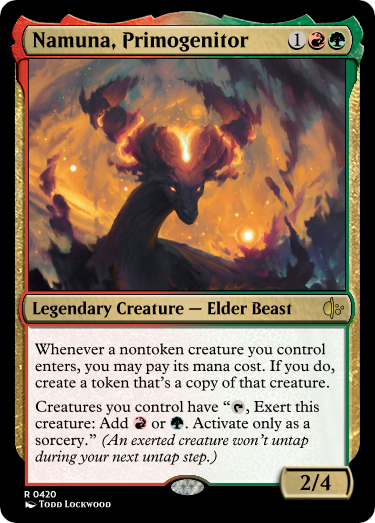 Namuna, Primogenitor 1
Legendary Creature — Elder Beast
Whenever a nontoken creature you control
enters, you may pay its mana cost. If you do,
create a token that's a copy of that creature.
Creatures you control have “, Exert this
creature: Add or . Activate only as a
sorcery.” (An exerted creature won't untap
during your next untap step.)
2/4
R 0420
Todd Lockwood